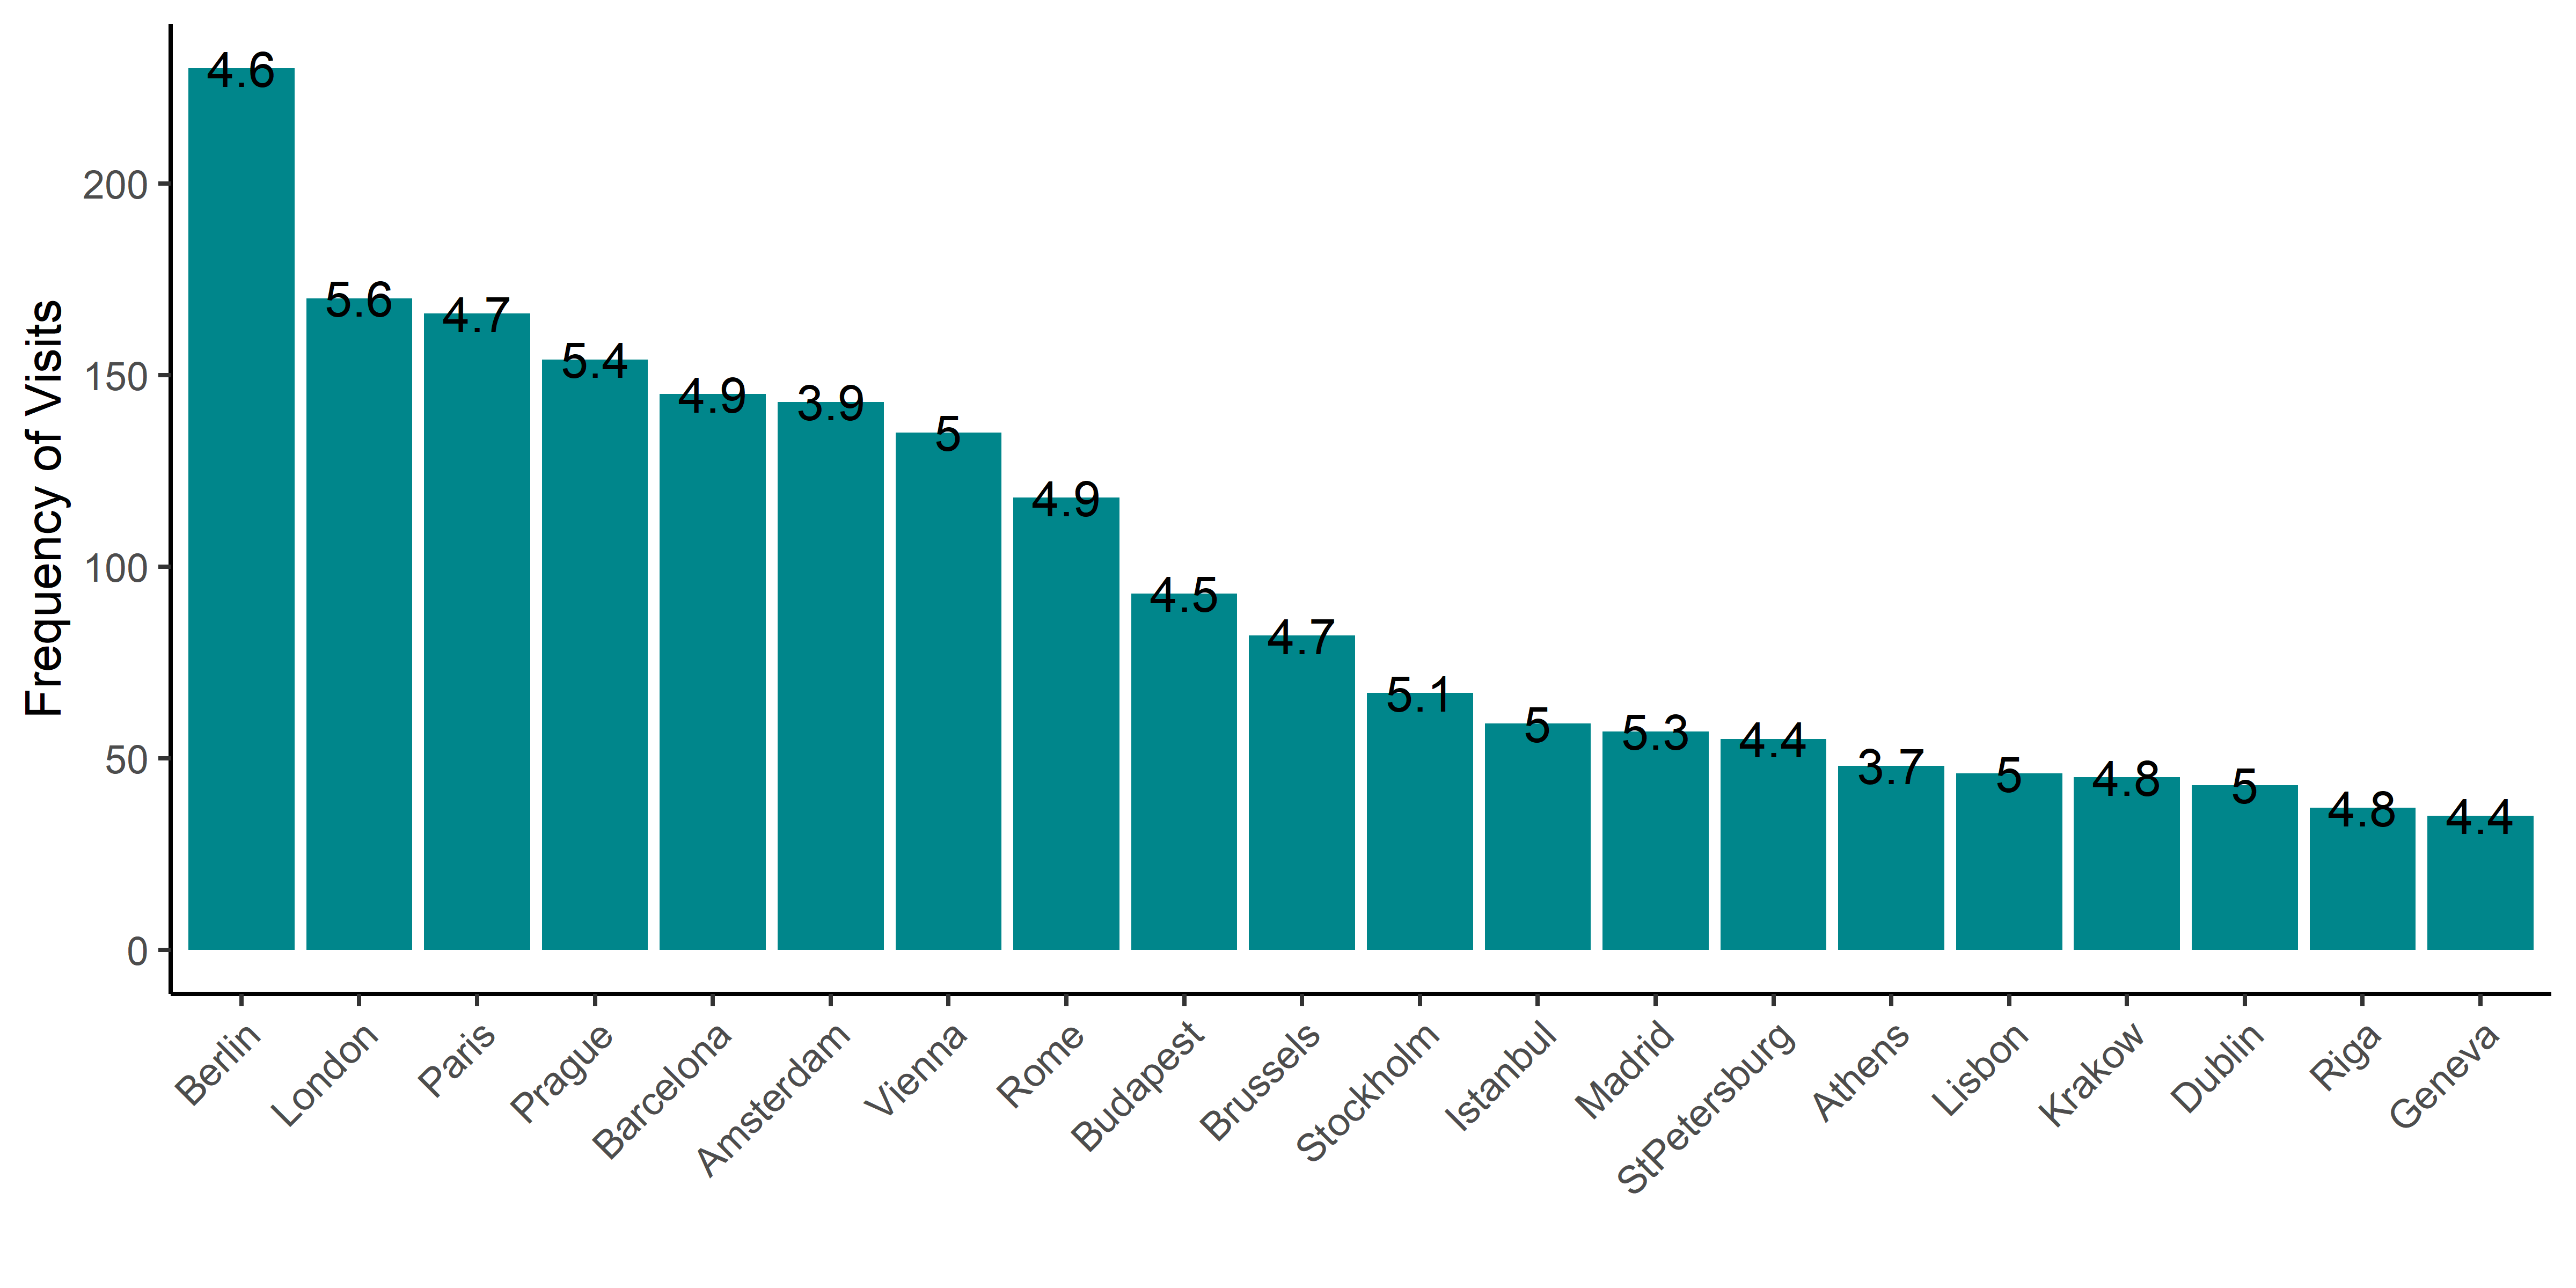 Frequency of Visits
200
150
100
50
0
4.6
5.6
4.7
5.4
4.9
3.9
5
4.9
4.5
4.7
5.1
5
5.3
4.4
3.7
5
4.8
5
4.8
4.4
Berlin
London
Paris
Prague
Barcelona
Amsterdam
Vienna
Rome
Budapest
Brussels
Stockholm
Istanbul
Madrid
StPetersburg
Athens
Lisbon
Krakow
Dublin
Riga
Geneva